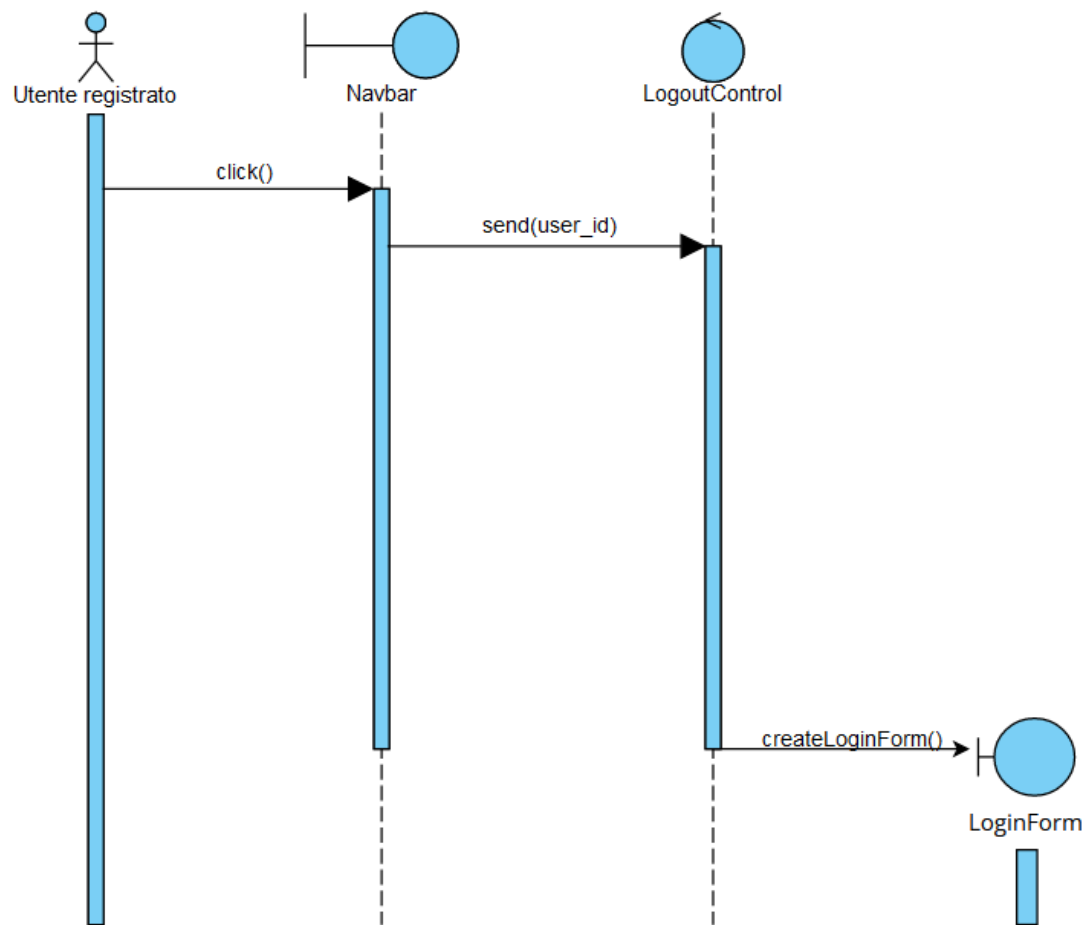 Utente registrato
Navbar
LogoutControl
click()
send(user_id)
createLoginForm()
LoginForm